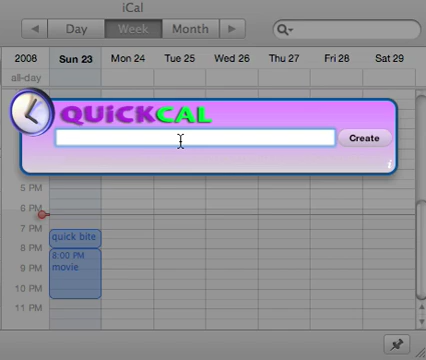 iCal
Day Week Month
2008 Sun 23 Mon 24 Tue 25 Wed 26 Thu 27 Fri 28 Sat 29
all-day
QUiCKCAL
Create
i
5 PM
6 PM
7 PM
quick bite
8 PM
8:00 PM
movie
9 PM
10 PM
11 PM